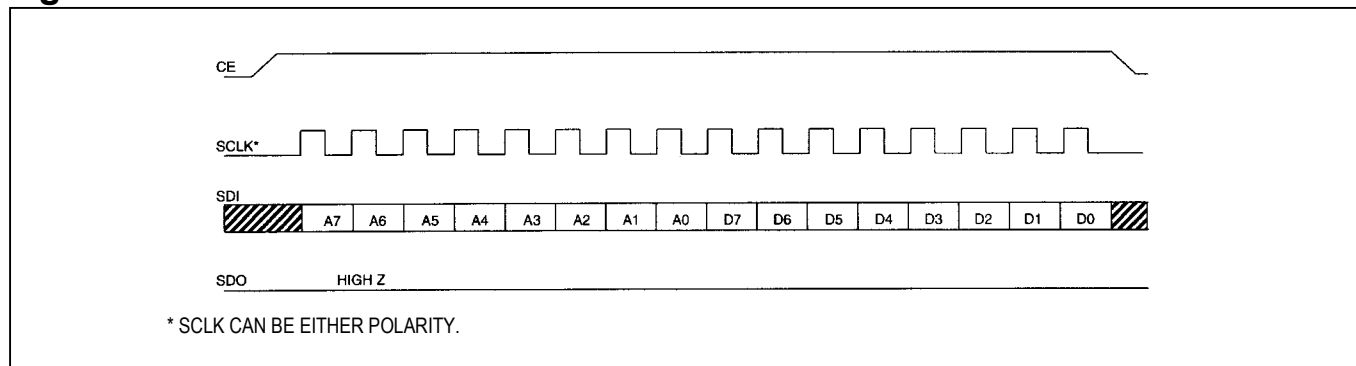 CE
SCLK*
SDI
A7 A6 A5 A4 A3 A2 A1 A0 D7 D6 D5 D4 D3 D2 D1 D0
SDO HIGH Z
* SCLK CAN BE EITHER POLARITY.